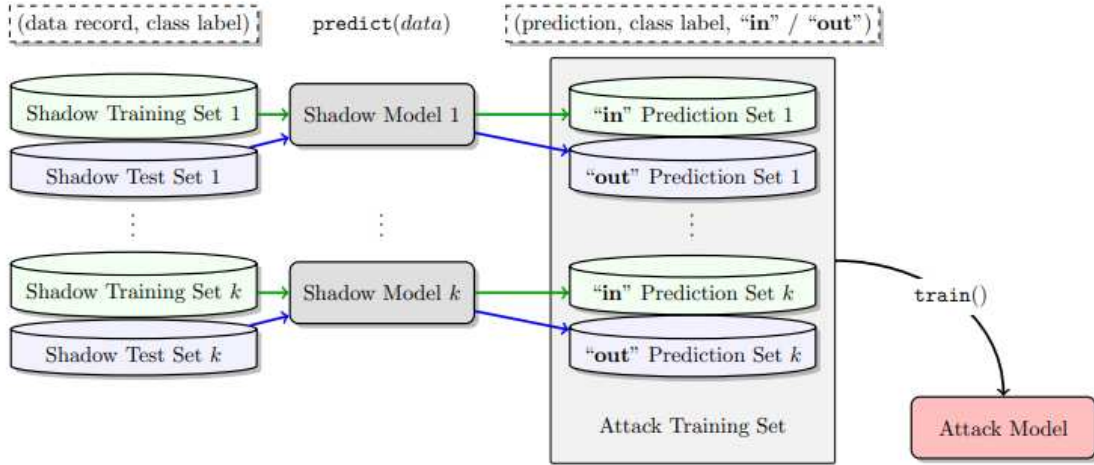 (data record, class label) predict(data) (prediction, class label, “in” / “out”)
Shadow Training Set 1 Shadow Model 1 “in” Prediction Set 1
Shadow Test Set 1 “out” Prediction Set 1
⋮ ⋮ ⋮
Shadow Training Set k Shadow Model k “in” Prediction Set k
train()
Shadow Test Set k “out” Prediction Set k
Attack Training Set Attack Model